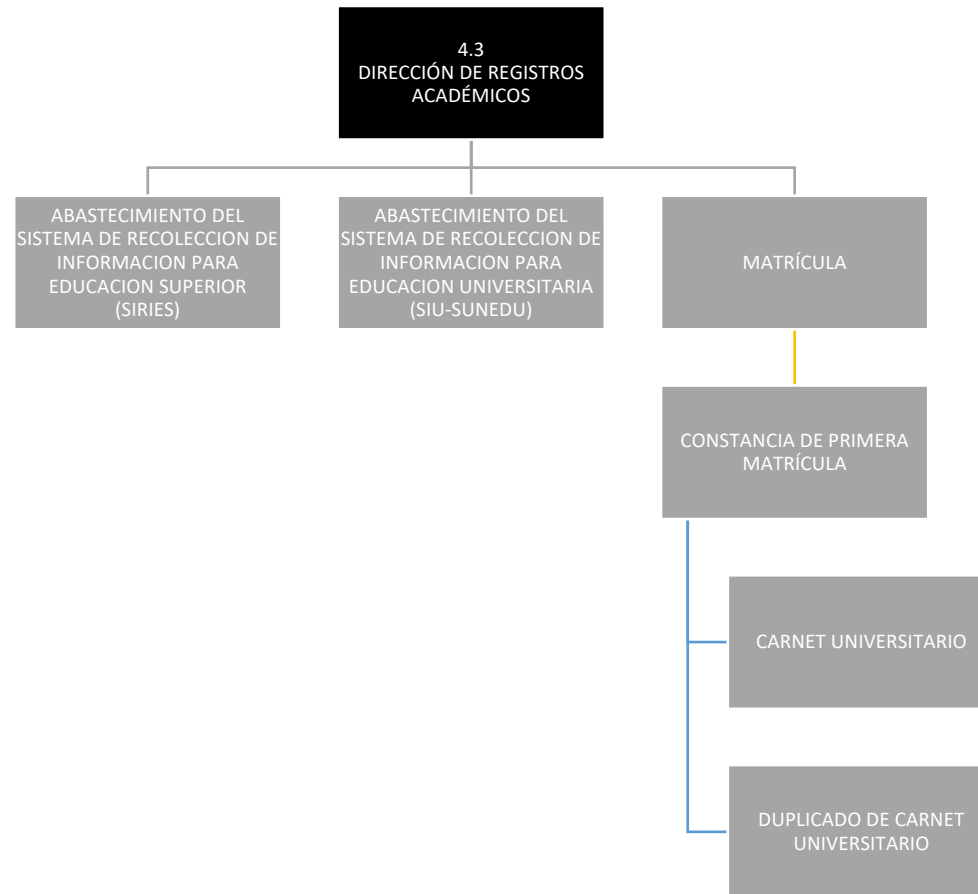 4.3
DIRECCIÓN DE REGISTROS
ACADÉMICOS
ABASTECIMIENTO DEL
SISTEMA DE RECOLECCION DE
INFORMACION PARA
EDUCACION SUPERIOR
(SIRIES)
ABASTECIMIENTO DEL
SISTEMA DE RECOLECCION DE
INFORMACION PARA
EDUCACION UNIVERSITARIA
(SIU-SUNEDU)
MATRÍCULA
CONSTANCIA DE PRIMERA
MATRÍCULA
CARNET UNIVERSITARIO
DUPLICADO DE CARNET
UNIVERSITARIO